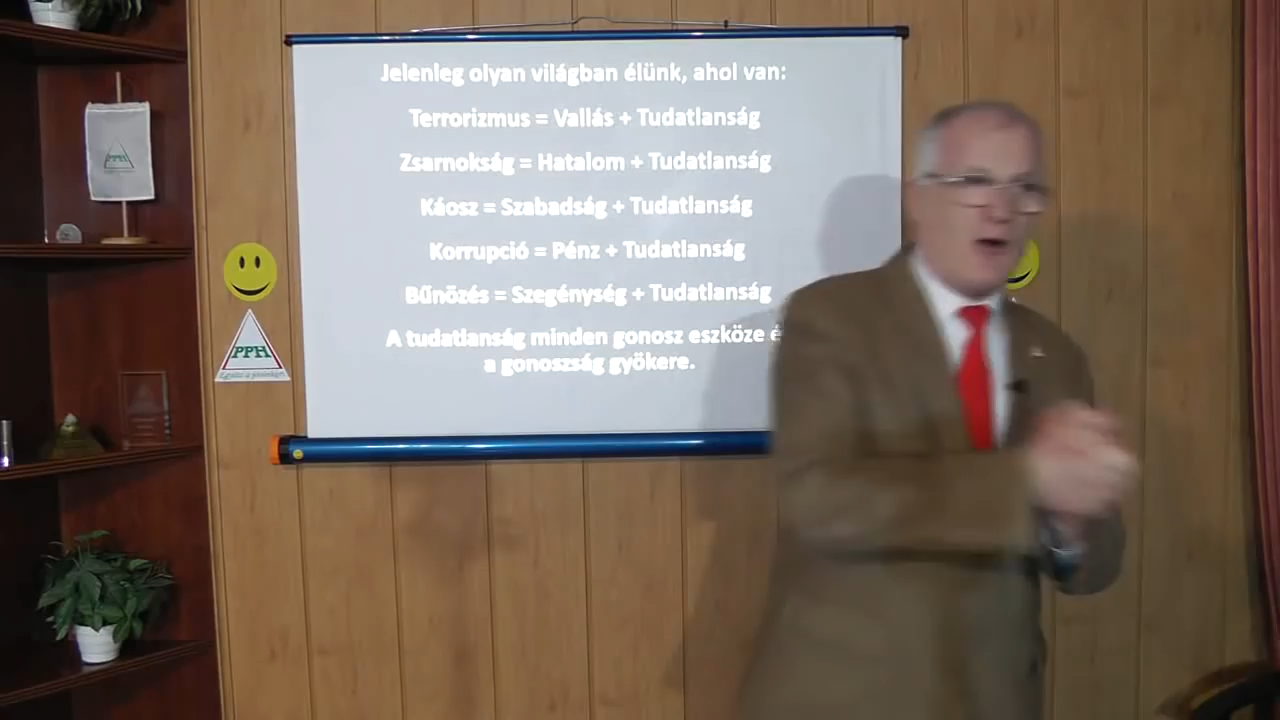 Jelenleg olyan világban élünk, ahol van:
Terrorizmus = Vallás + Tudatlanság
Zsarnokság = Hatalom + Tudatlanság
Káosz = Szabadság + Tudatlanság
Korrupció = Pénz + Tudatlanság
Bűnözés = Szegénység + Tudatlanság
A tudatlanság minden gonosz eszköze é
a gonoszság gyökere.
PPH
PPH